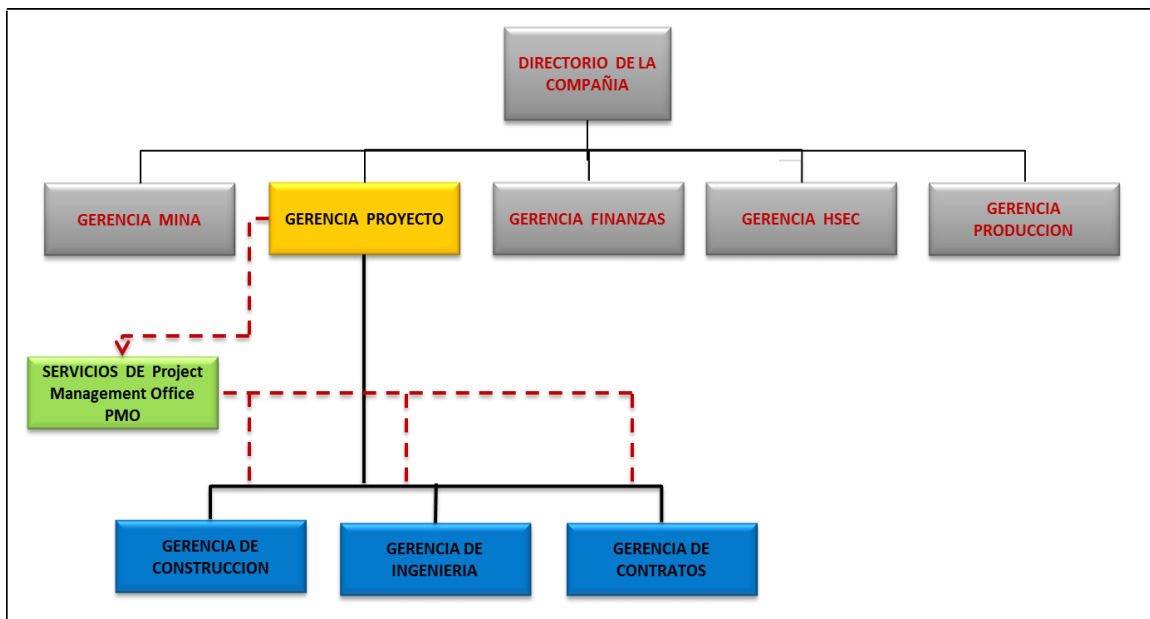 DIRECTORIO DE LA
COMPAÑIA
GERENCIA MINA
GERENCIA PROYECTO
GERENCIA FINANZAS
GERENCIA HSEC
GERENCIA
PRODUCCION
SERVICIOS DE Project
Management Office
PMO
GERENCIA DE
CONSTRUCCION
GERENCIA DE
INGENIERIA
GERENCIA DE
CONTRATOS